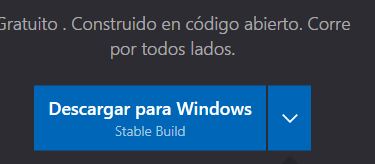 Gratuito . Construido en código abierto. Corre
por todos lados.
Descargar para Windows
Stable Build